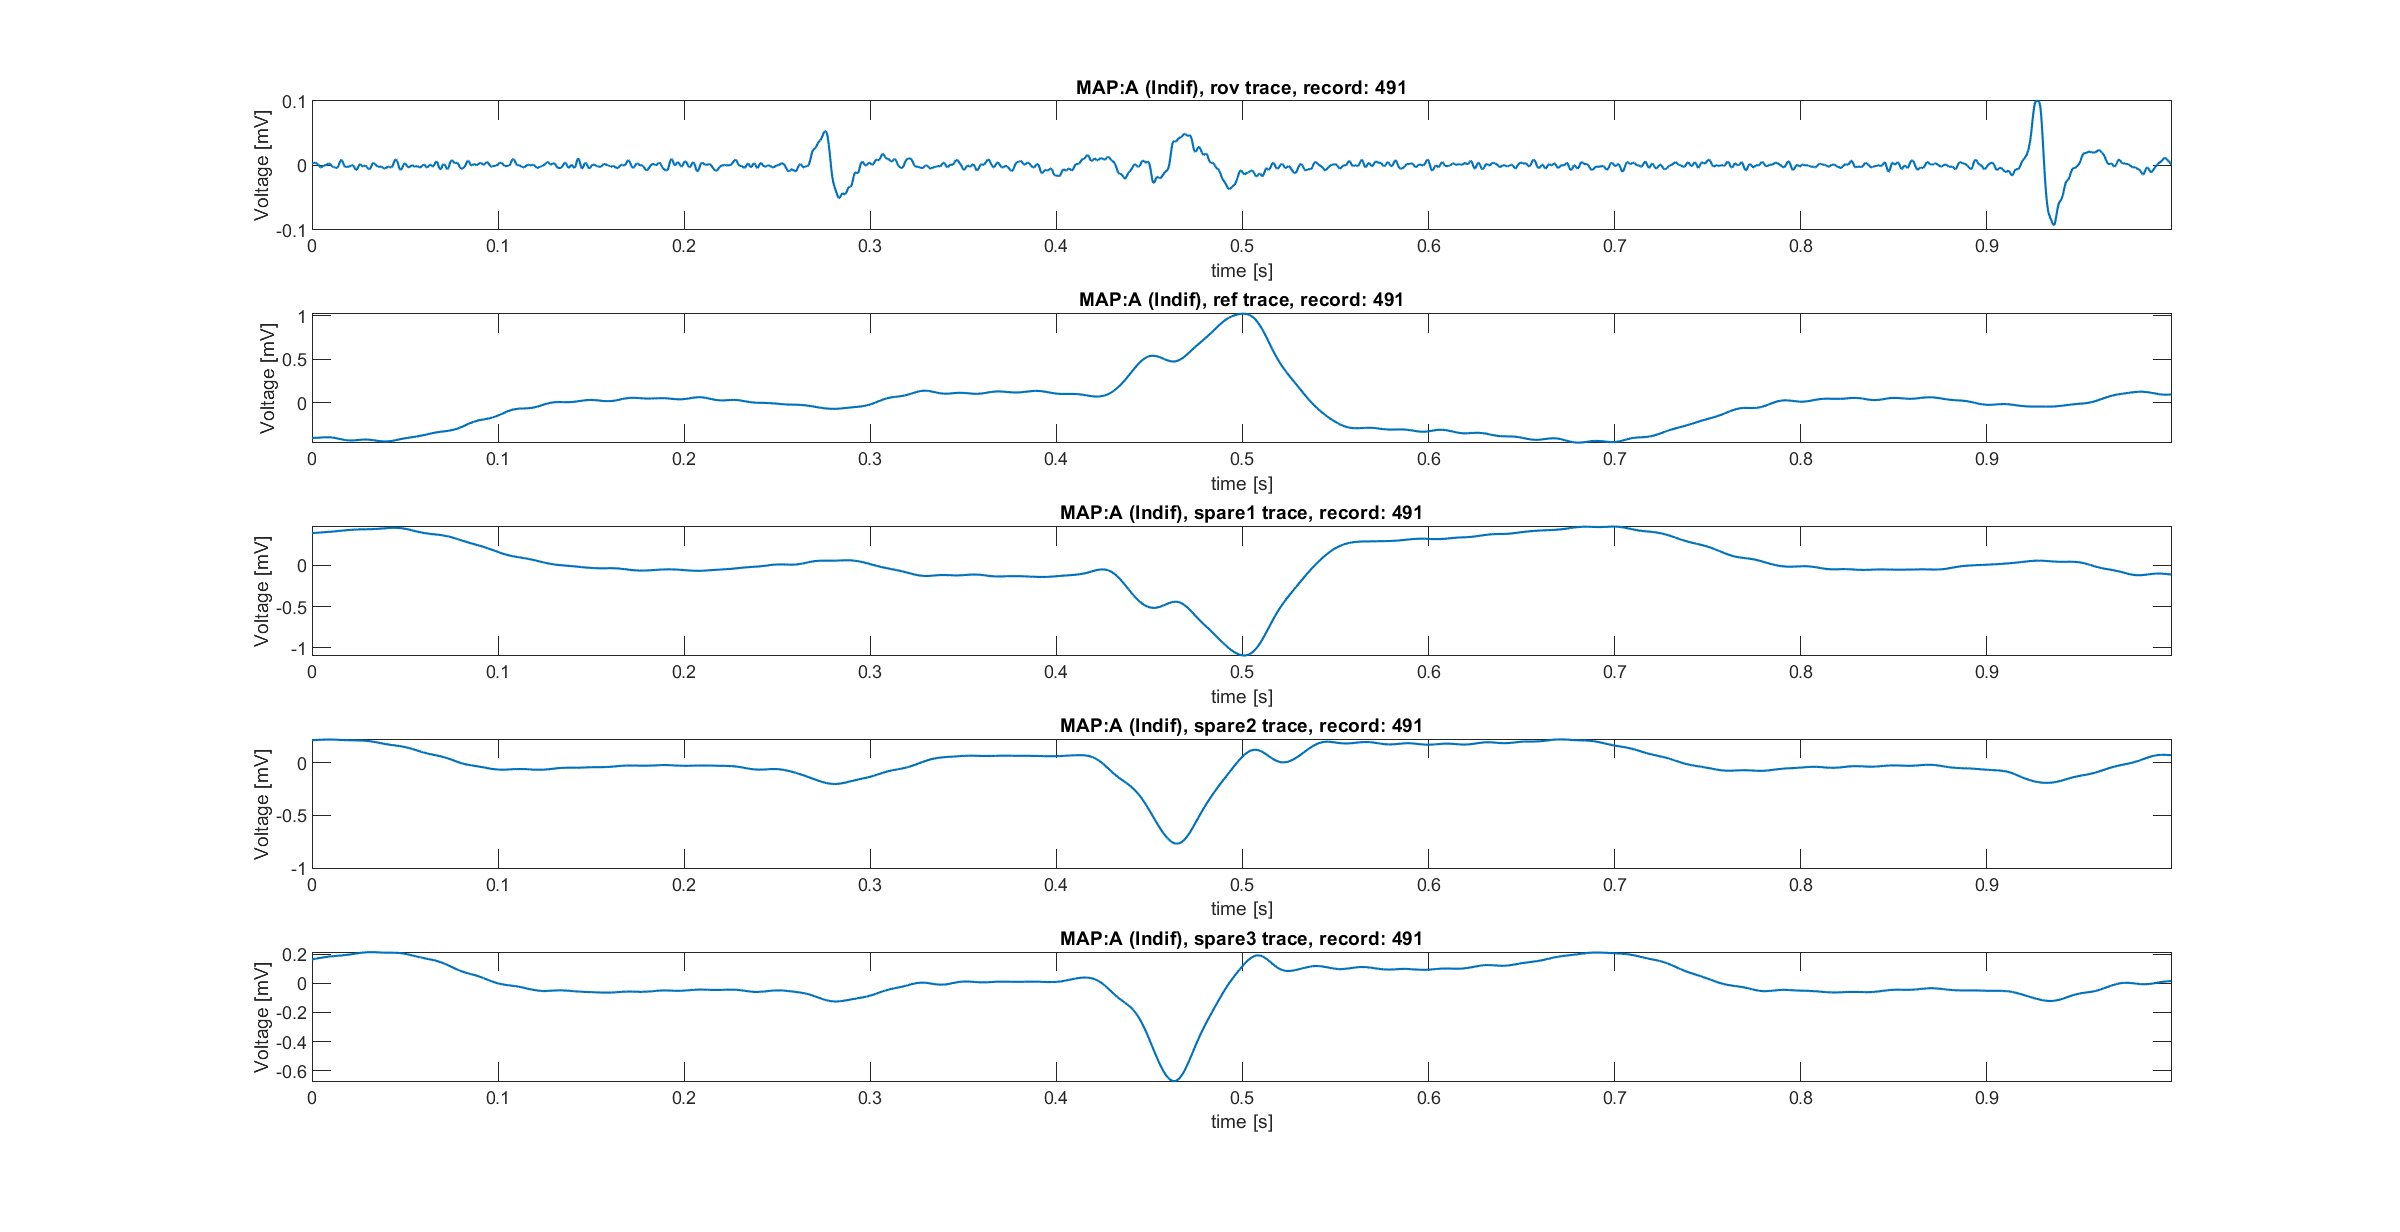 MAP:A (Indif), rov trace, record: 491
Voltage [mV]
0.1
0
-0.1
0 0.1 0.2 0.3 0.4 0.5 0.6 0.7 0.8 0.9
time [s]
MAP:A (Indif), ref trace, record: 491
Voltage [mV]
1
0.5
0
0 0.1 0.2 0.3 0.4 0.5 0.6 0.7 0.8 0.9
time [s]
MAP:A (Indif), spare1 trace, record: 491
Voltage [mV]
0
-0.5
-1
0 0.1 0.2 0.3 0.4 0.5 0.6 0.7 0.8 0.9
time [s]
MAP:A (Indif), spare2 trace, record: 491
Voltage [mV]
0
-0.5
-1
0 0.1 0.2 0.3 0.4 0.5 0.6 0.7 0.8 0.9
time [s]
MAP:A (Indif), spare3 trace, record: 491
Voltage [mV]
0.2
0
-0.2
-0.4
-0.6
0 0.1 0.2 0.3 0.4 0.5 0.6 0.7 0.8 0.9
time [s]